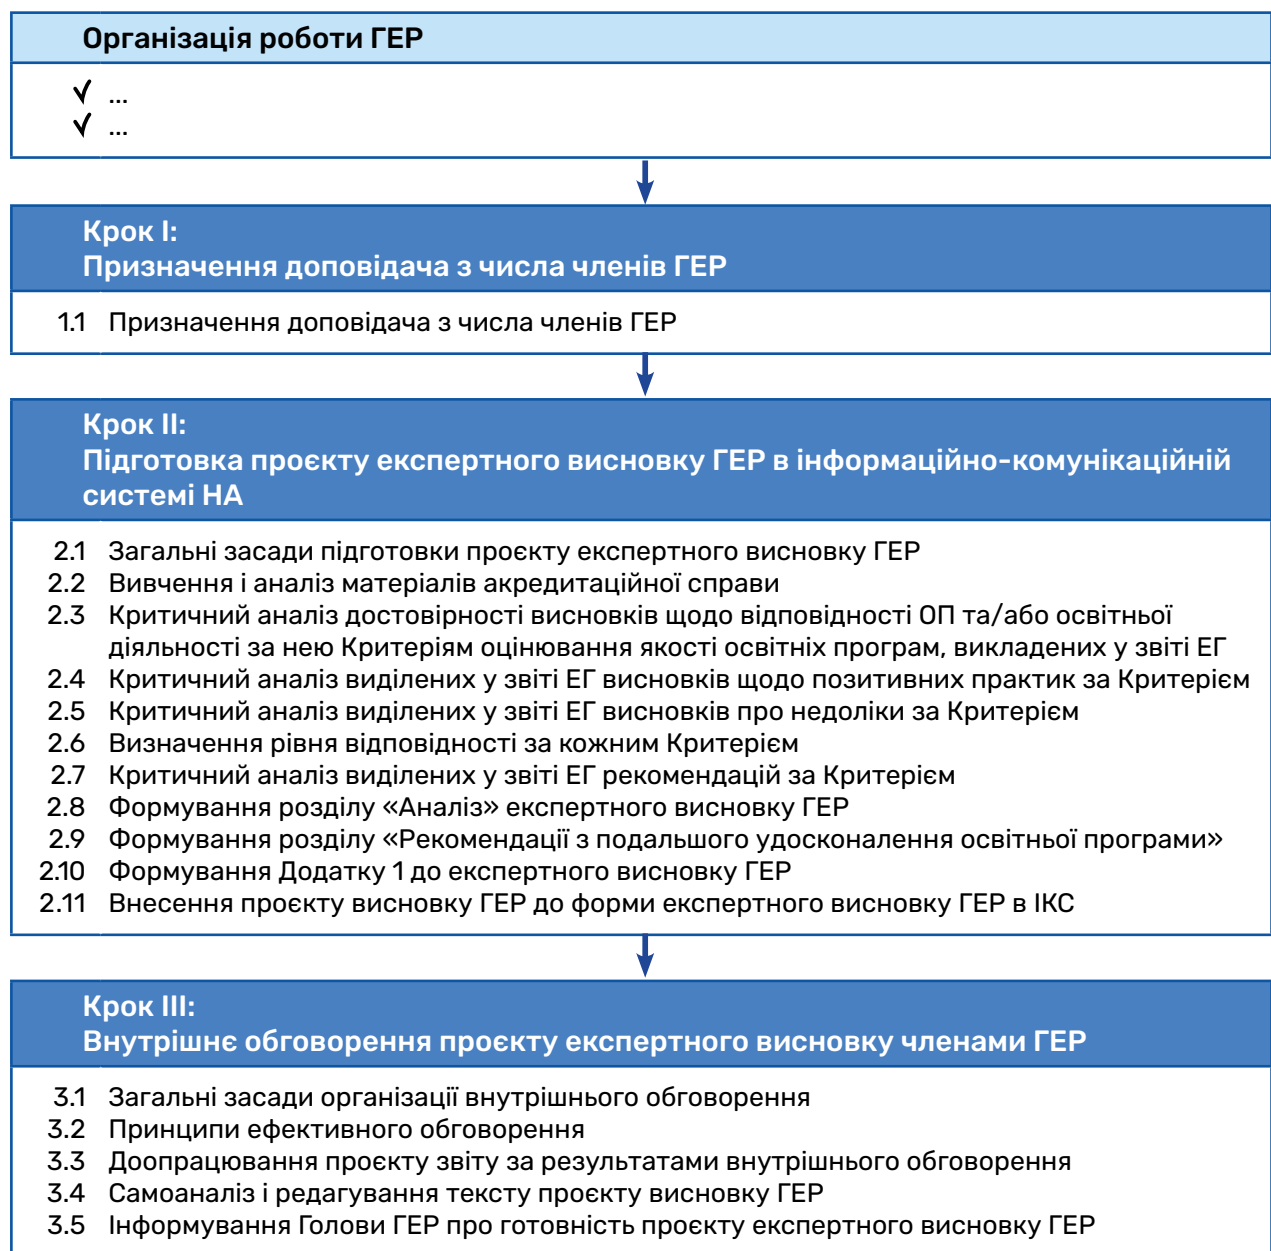 Організація роботи ГЕР
✓ ...
✓ ...
Крок І:
Призначення доповідача з числа членів ГЕР
1.1 Призначення доповідача з числа членів ГЕР
Крок ІІ:
Підготовка проєкту експертного висновку ГЕР в інформаційно-комунікаційній
системі НА
2.1 Загальні засади підготовки проєкту експертного висновку ГЕР
2.2 Вивчення і аналіз матеріалів акредитаційної справи
2.3 Критичний аналіз достовірності висновків щодо відповідності ОП та/або освітньої
діяльності за нею Критеріям оцінювання якості освітніх програм, викладених у звіті ЕГ
2.4 Критичний аналіз виділених у звіті ЕГ висновків щодо позитивних практик за Критерієм
2.5 Критичний аналіз виділених у звіті ЕГ висновків про недоліки за Критерієм
2.6 Визначення рівня відповідності за кожним Критерієм
2.7 Критичний аналіз виділених у звіті ЕГ рекомендацій за Критерієм
2.8 Формування розділу «Аналіз» експертного висновку ГЕР
2.9 Формування розділу «Рекомендації з подальшого удосконалення освітньої програми»
2.10 Формування Додатку 1 до експертного висновку ГЕР
2.11 Внесення проєкту висновку ГЕР до форми експертного висновку ГЕР в ІКС
Крок ІІІ:
Внутрішнє обговорення проєкту експертного висновку членами ГЕР
3.1 Загальні засади організації внутрішнього обговорення
3.2 Принципи ефективного обговорення
3.3 Доопрацювання проєкту звіту за результатами внутрішнього обговорення
3.4 Самоаналіз і редагування тексту проєкту висновку ГЕР
3.5 Інформування Голови ГЕР про готовність проєкту експертного висновку ГЕР